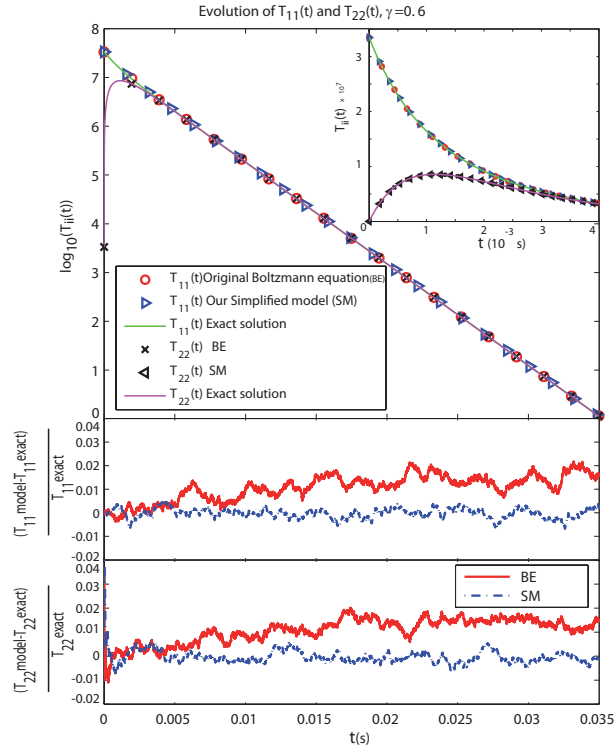 Evolution of T11(t) and T22(t), γ=0.6
8
7
6
5
4
3
2
1
0
log10(Tii(t))
3
2
1
0
Tii(t) × 10^7
0 1 2 3 4
t (10^-3 s)
T11(t)Original Boltzmann equation(BE)
T11(t) Our Simplified model (SM)
T11(t) Exact solution
T22(t) BE
T22(t) SM
T22(t) Exact solution
(T11model-T11exact)
T11exact
0.04
0.03
0.02
0.01
0
-0.01
-0.02
(T22model-T22exact)
T22exact
0.04
0.03
0.02
0.01
0
-0.01
-0.02
BE
SM
0 0.005 0.01 0.015 0.02 0.025 0.03 0.035
t(s)